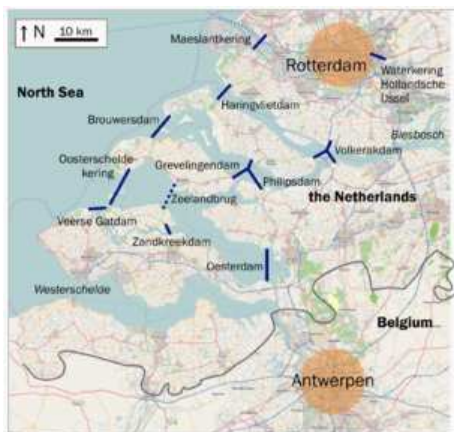 ↑ N 10 km
Maeslantkering
Rotterdam
Waterkering
Hollandsche
IJssel
North Sea
Haringvlietdam
Brouwersdam
Biesbosch
Oosterschelde-
kering
Grevelingendam
Volkerakdam
Philipsdam
Zeelandbrug
the Netherlands
Veerse Gatdam
Zandkreekdam
Oesterdam
Westerschelde
Belgium
Antwerpen